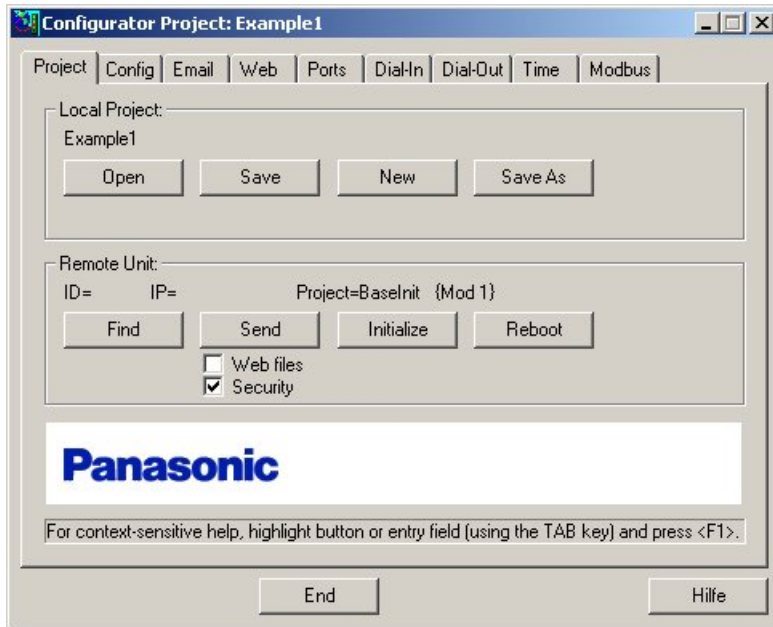 Configurator Project: Example1
Project Config Email Web Ports Dial-In Dial-Out Time Modbus
Local Project:
Example1
Open Save New Save As
Remote Unit:
ID= IP= Project=BaseInit {Mod 1}
Find Send Initialize Reboot
Web files
Security
Panasonic
For context-sensitive help, highlight button or entry field (using the TAB key) and press <F1>.
End Hilfe